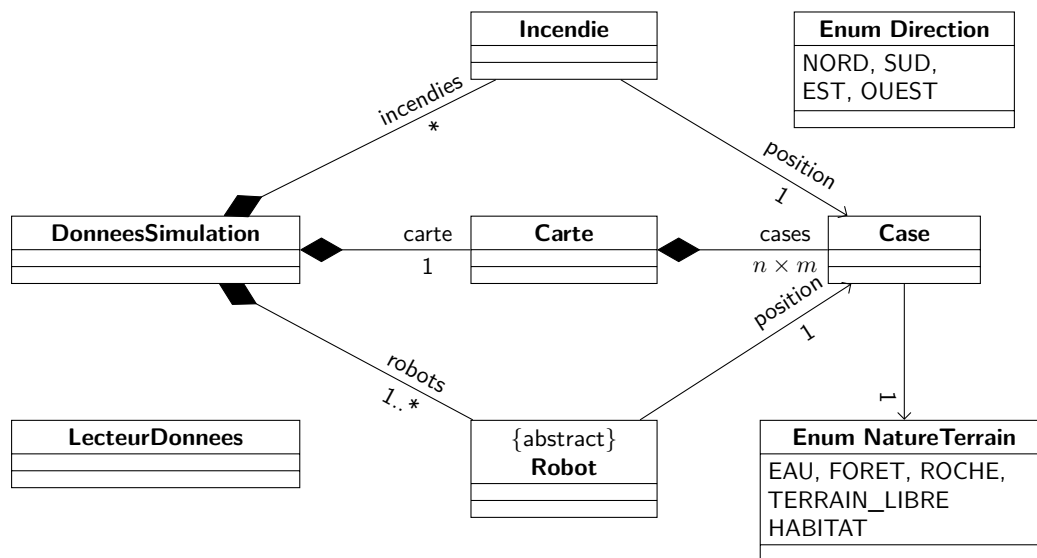 Incendie
Enum Direction
NORD, SUD,
EST, OUEST
incendies
*
position
1
DonneesSimulation
carte
1
Carte
cases
n × m
Case
position
1
robots
1..*
1
LecteurDonnees
{abstract}
Robot
Enum NatureTerrain
EAU, FORET, ROCHE,
TERRAIN_LIBRE
HABITAT